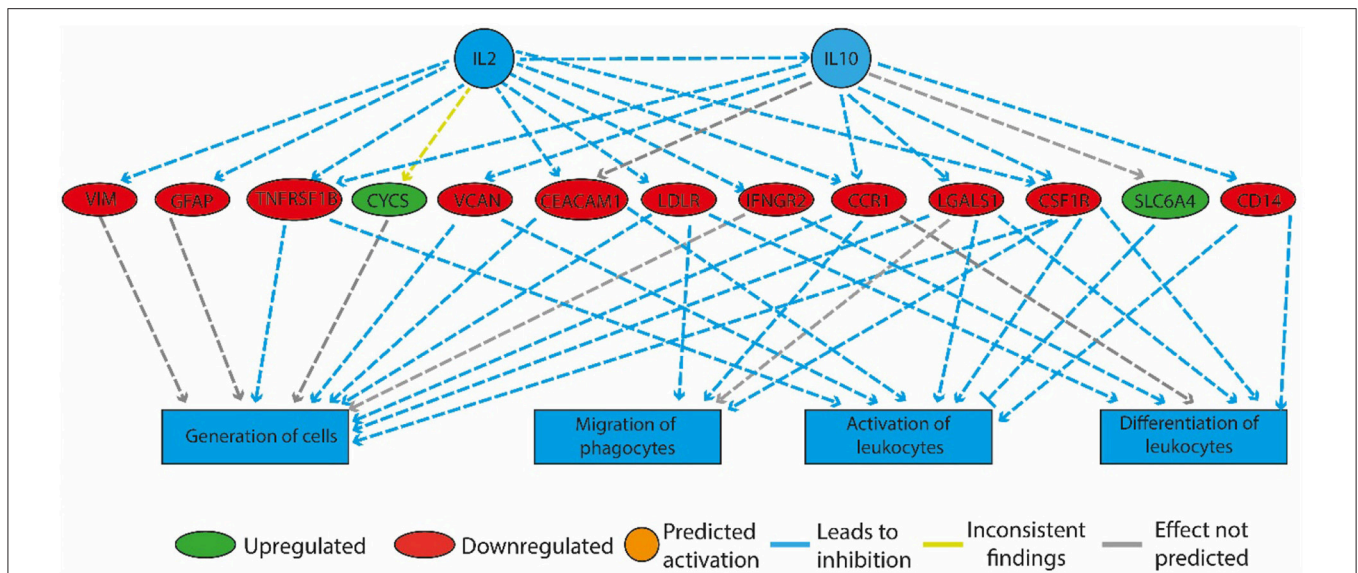 IL2
IL10
VIM
GFAP
TNFRSF1B
CYCS
VCAN
CEACAM1
LDLR
IFNGR2
CCR1
LGALS1
CSF1R
SLC6A4
CD14
Generation of cells
Migration of
phagocytes
Activation of
leukocytes
Differentiation of
leukocytes
Upregulated
Downregulated
Predicted
activation
Leads to
inhibition
Inconsistent
findings
Effect not
predicted